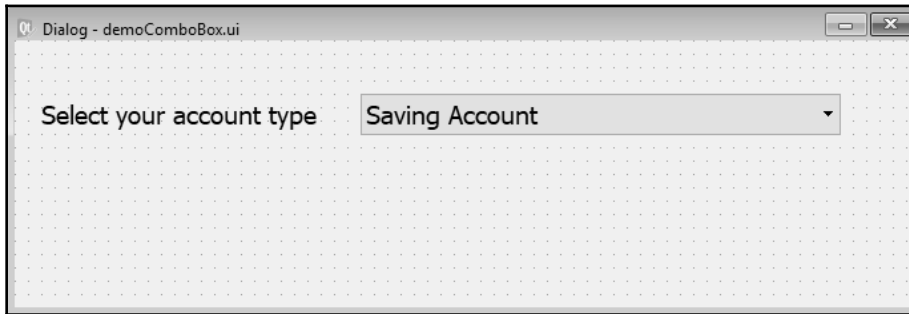 Dialog - demoComboBox.ui
Select your account type Saving Account